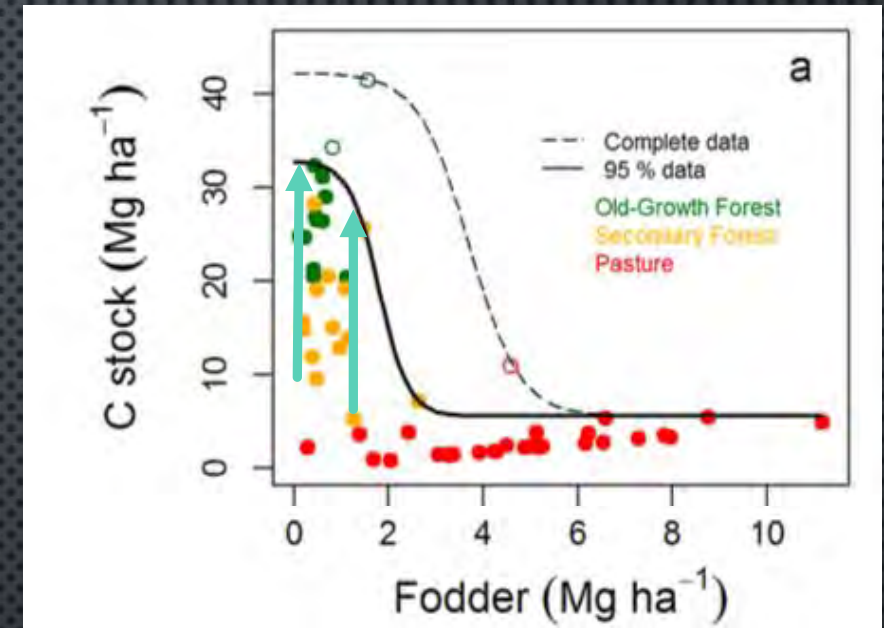 a
C stock (Mg ha⁻¹)
40
30
20
10
0
Complete data
95 % data
Old-Growth Forest
Secondary Forest
Pasture
0 2 4 6 8 10
Fodder (Mg ha⁻¹)